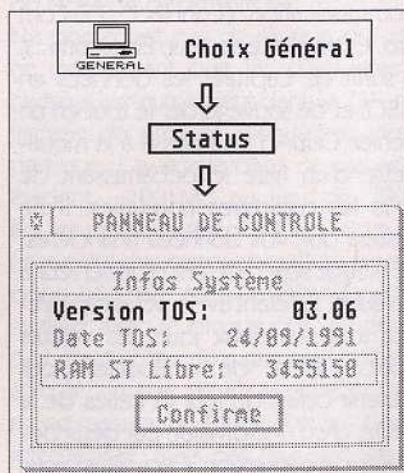 GENERAL
Choix Général
Status
PANNEAU DE CONTROLE
Infos Système
Version TOS: 03.06
Date TOS: 24/09/1991
RAM ST Libre: 3455158
Confirme